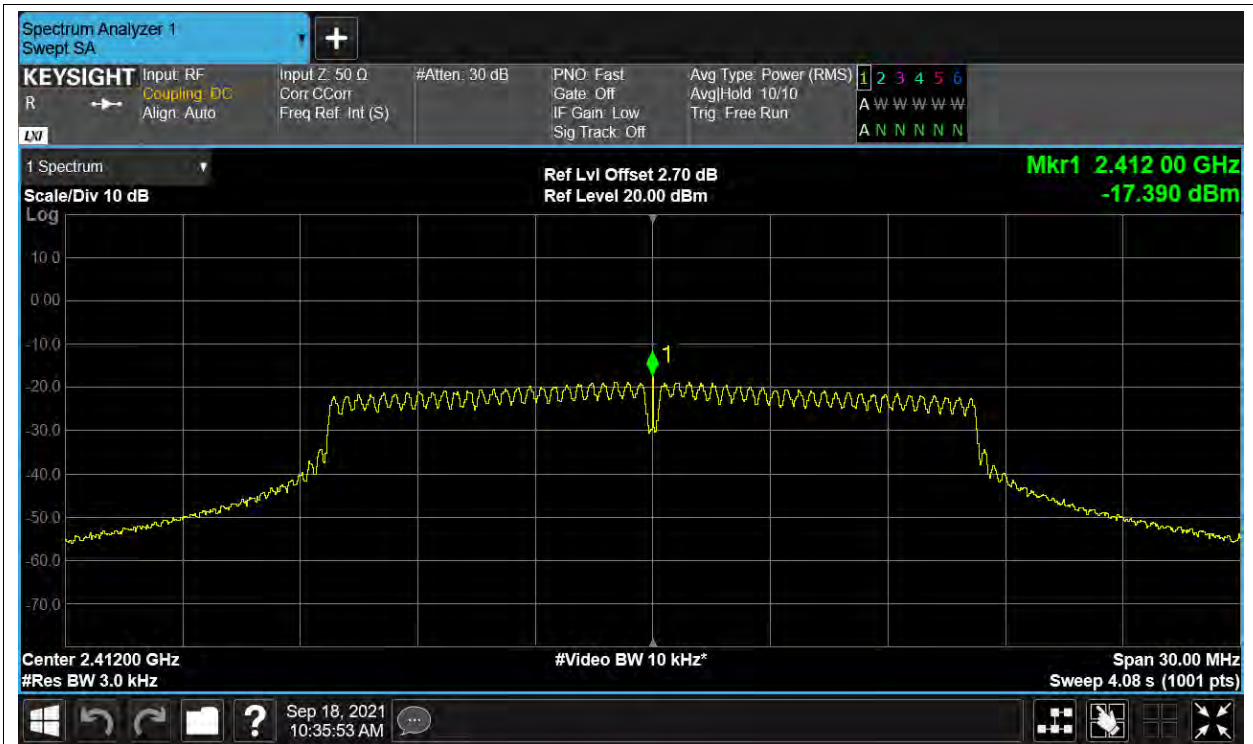 Spectrum Analyzer 1
Swept SA
+
KEYSIGHT
R
LXI
Input: RF
Coupling: DC
Align: Auto
Input Z: 50 Ω
Corr CCorr
Freq Ref: Int (S)
#Atten: 30 dB
PNO: Fast
Gate: Off
IF Gain: Low
Sig Track: Off
Avg Type: Power (RMS)
Avg|Hold: 10/10
Trig: Free Run
1 2 3 4 5 6
A W W W W W
A N N N N N
1 Spectrum
Scale/Div 10 dB
Ref Lvl Offset 2.70 dB
Ref Level 20.00 dBm
Mkr1 2.412 00 GHz
-17.390 dBm
Log
10.0
0.00
-10.0
1
-20.0
-30.0
-40.0
-50.0
-60.0
-70.0
Center 2.41200 GHz
#Res BW 3.0 kHz
#Video BW 10 kHz*
Span 30.00 MHz
Sweep 4.08 s (1001 pts)
?
Sep 18, 2021
10:35:53 AM